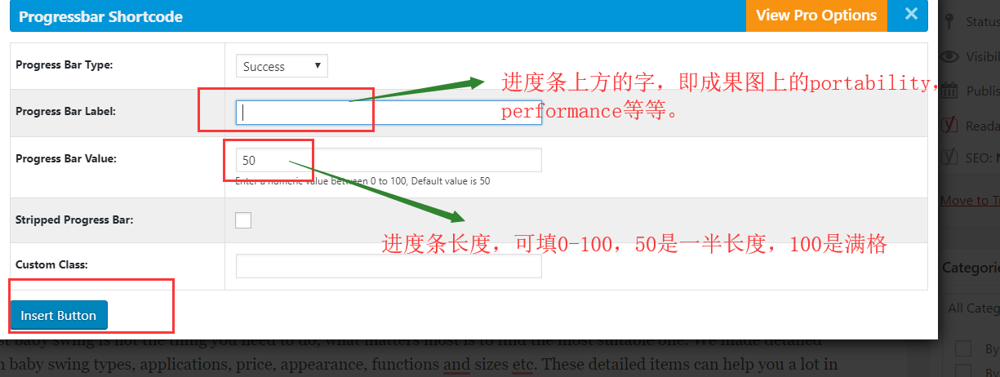 Progressbar Shortcode
View Pro Options
×
Status
Progress Bar Type:
Success
Visibil
进度条上方的字，即成果图上的portability，
performance等等。
Publis
Progress Bar Label:
Reada
Progress Bar Value:
50
SEO: N
Enter a numeric value between 0 to 100, Default value is 50
Move to T
Stripped Progress Bar:
进度条长度，可填0-100，50是一半长度，100是满格
Custom Class:
Categorie
Insert Button
All Categ
st baby swing is not the thing you need to do, what matters most is to find the most suitable one. We made detailed
By
n baby swing types, applications, price, appearance, functions and sizes etc. These detailed items can help you a lot in
By